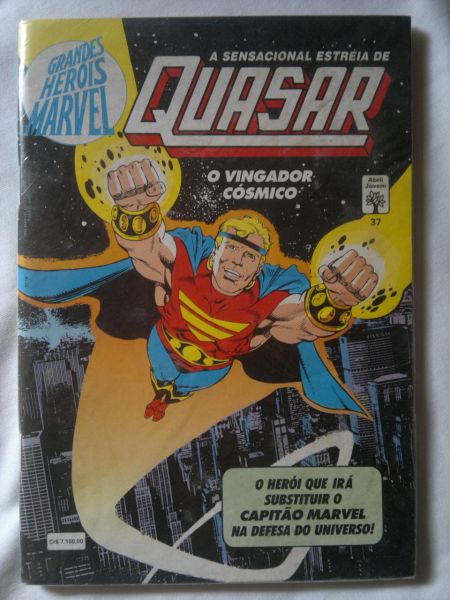 GRANDES
HERÓIS
MARVEL
A SENSACIONAL ESTRÉIA DE
QUASAR
O VINGADOR
CÓSMICO
Abril
Jovem
37
O HERÓI QUE IRÁ
SUBSTITUIR O
CAPITÃO MARVEL
NA DEFESA DO UNIVERSO!
Cr$ 7.100,00